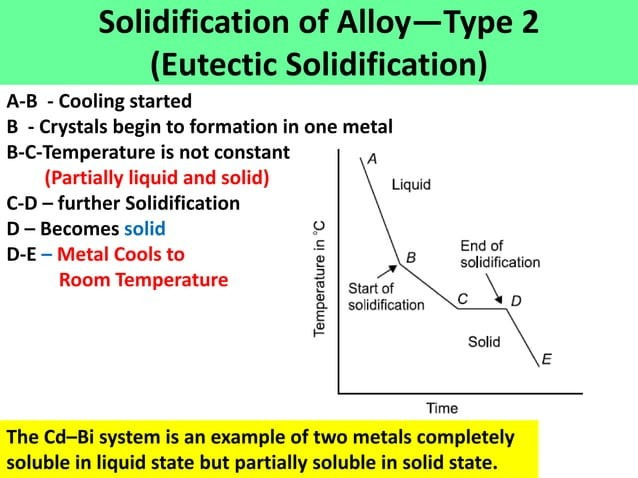 Solidification of Alloy—Type 2
(Eutectic Solidification)
A-B - Cooling started
B - Crystals begin to formation in one metal
B-C-Temperature is not constant
(Partially liquid and solid)
C-D – further Solidification
D – Becomes solid
D-E – Metal Cools to
Room Temperature
A
Liquid
Temperature in °C
B
End of
solidification
Start of
solidification
C
D
Solid
E
Time
The Cd–Bi system is an example of two metals completely
soluble in liquid state but partially soluble in solid state.